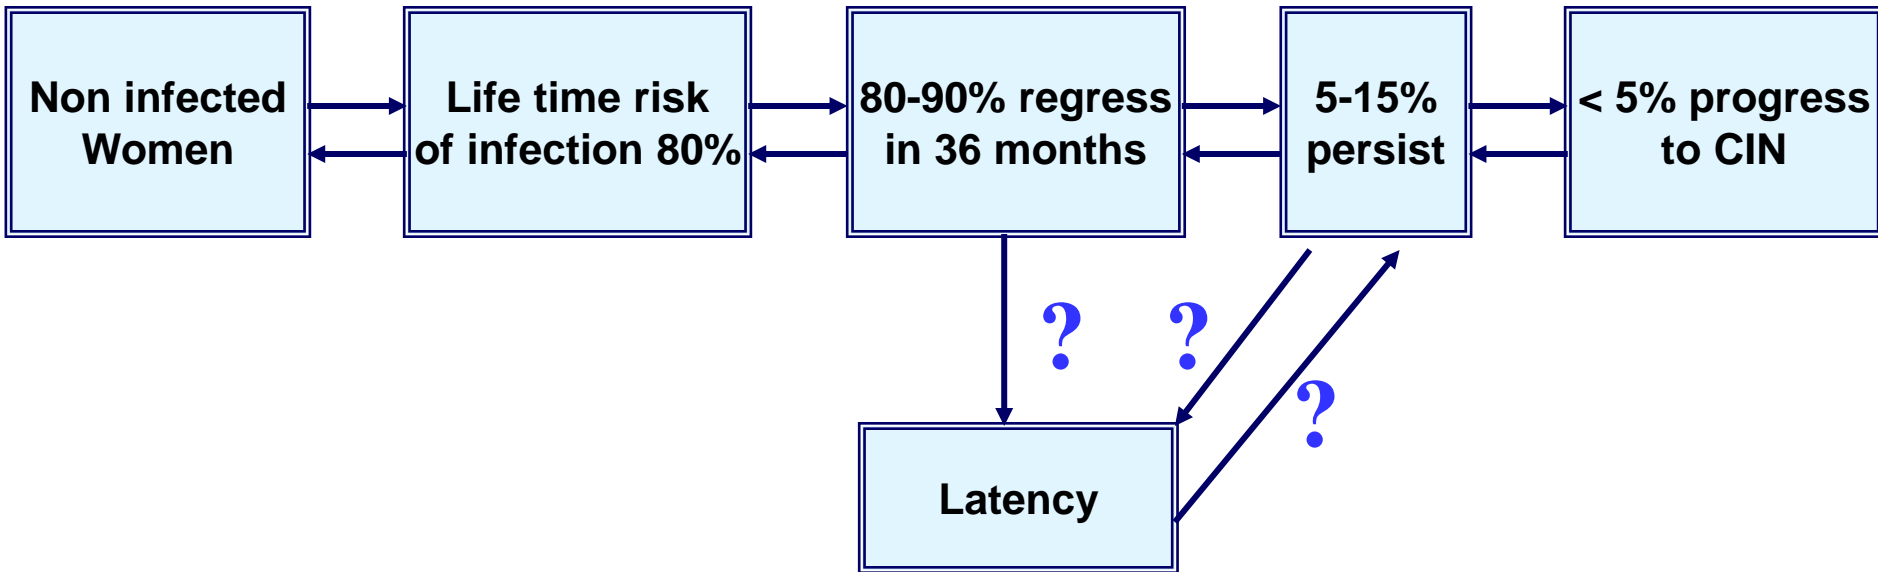 Non infected
Women
Life time risk
of infection 80%
80-90% regress
in 36 months
5-15%
persist
< 5% progress
to CIN
?
?
?
Latency